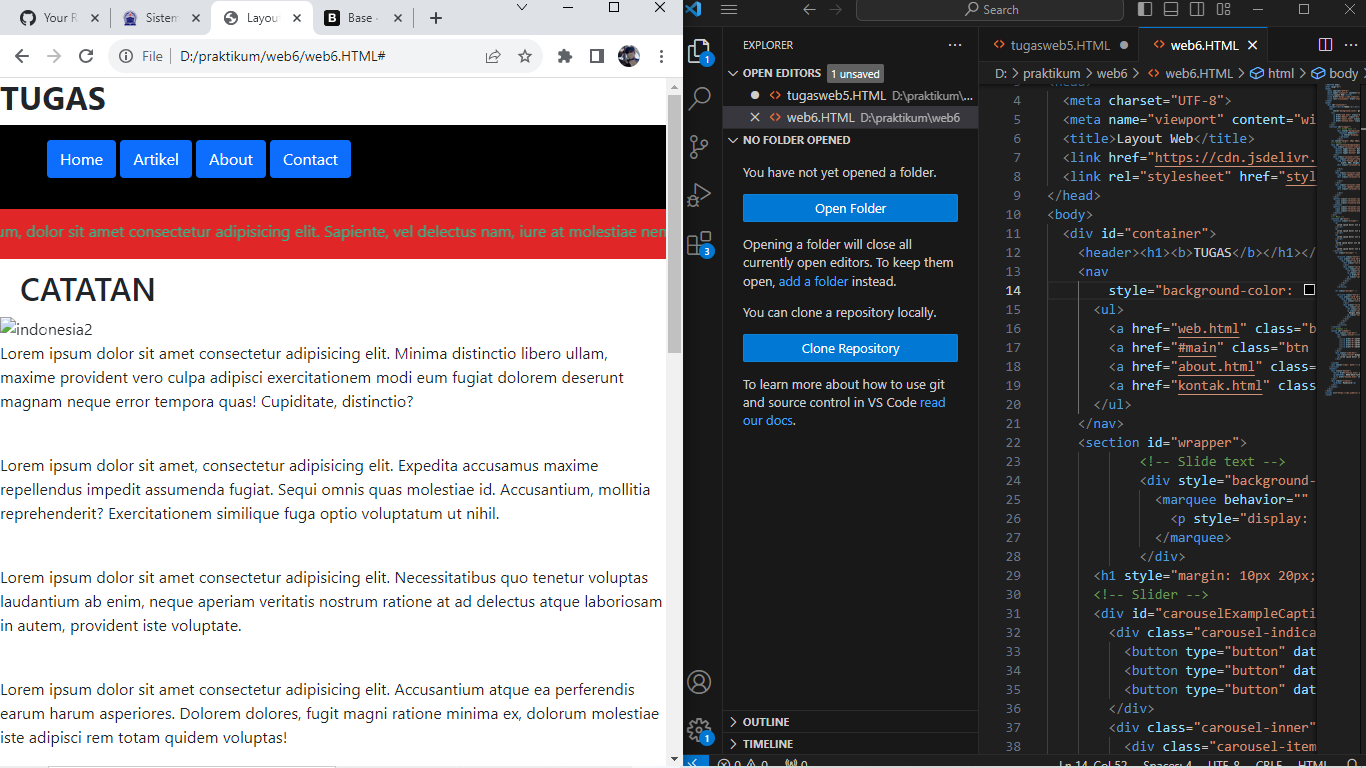 Your R
Sistem
Layou
Base
File
D:/praktikum/web6/web6.HTML#
TUGAS
Home
Artikel
About
Contact
um, dolor sit amet consectetur adipisicing elit. Sapiente, vel delectus nam, iure at molestiae nem
CATATAN
indonesia2
Lorem ipsum dolor sit amet consectetur adipisicing elit. Minima distinctio libero ullam,
maxime provident vero culpa adipisci exercitationem modi eum fugiat dolorem deserunt
magnam neque error tempora quas! Cupiditate, distinctio?
Lorem ipsum dolor sit amet, consectetur adipisicing elit. Expedita accusamus maxime
repellendus impedit assumenda fugiat. Sequi omnis quas molestiae id. Accusantium, mollitia
reprehenderit? Exercitationem similique fuga optio voluptatum ut nihil.
Lorem ipsum dolor sit amet consectetur adipisicing elit. Necessitatibus quo tenetur voluptas
laudantium ab enim, neque aperiam veritatis nostrum ratione at ad delectus atque laboriosam
in autem, provident iste voluptate.
Lorem ipsum dolor sit amet consectetur adipisicing elit. Accusantium atque ea perferendis
earum harum asperiores. Dolorem dolores, fugit magni ratione minima ex, dolorum molestiae
iste adipisci rem totam quidem voluptas!
Search
EXPLORER
OPEN EDITORS 1 unsaved
tugasweb5.HTML D:\praktikum\...
web6.HTML D:\praktikum\web6
NO FOLDER OPENED
You have not yet opened a folder.
Open Folder
Opening a folder will close all
currently open editors. To keep them
open, add a folder instead.
You can clone a repository locally.
Clone Repository
To learn more about how to use git
and source control in VS Code read
our docs.
OUTLINE
TIMELINE
1
3
1
tugasweb5.HTML
web6.HTML
D: > praktikum > web6 > web6.HTML > html > body
4 <meta charset="UTF-8">
5 <meta name="viewport" content="wi
6 <title>Layout Web</title>
7 <link href="https://cdn.jsdelivr.
8 <link rel="stylesheet" href="styl
9 </head>
10 <body>
11 <div id="container">
12 <header><h1><b>TUGAS</b></h1></
13 <nav
14 style="background-color:
15 <ul>
16 <a href="web.html" class="b
17 <a href="#main" class="btn
18 <a href="about.html" class=
19 <a href="kontak.html" class
20 </ul>
21 </nav>
22 <section id="wrapper">
23 <!-- Slide text -->
24 <div style="background-
25 <marquee behavior=""
26 <p style="display:
27 </marquee>
28 </div>
29 <h1 style="margin: 10px 20px;
30 <!-- Slider -->
31 <div id="carouselExampleCapti
32 <div class="carousel-indica
33 <button type="button" dat
34 <button type="button" dat
35 <button type="button" dat
36 </div>
37 <div class="carousel-inner"
38 <div class="carousel-item
0 0 0 Ln 14, Col 52 Spaces: 4 UTF-8 CRLF HTML